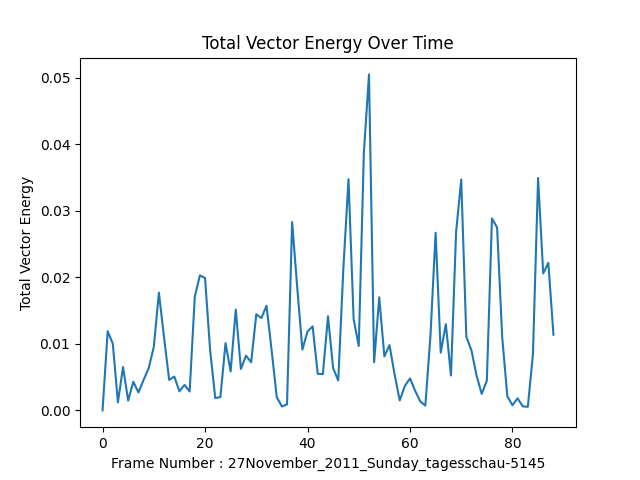 Total Vector Energy Over Time
Total Vector Energy
0.05
0.04
0.03
0.02
0.01
0.00
0 20 40 60 80
Frame Number : 27November_2011_Sunday_tagesschau-5145